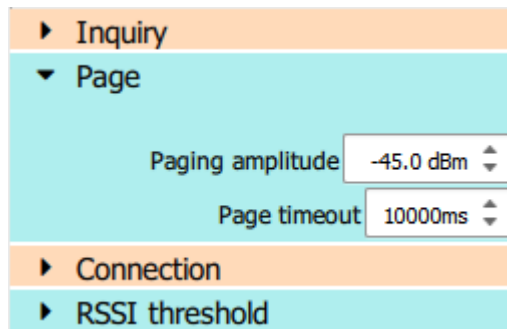 Inquiry
Page
Paging amplitude -45.0 dBm
Page timeout 10000ms
Connection
RSSI threshold